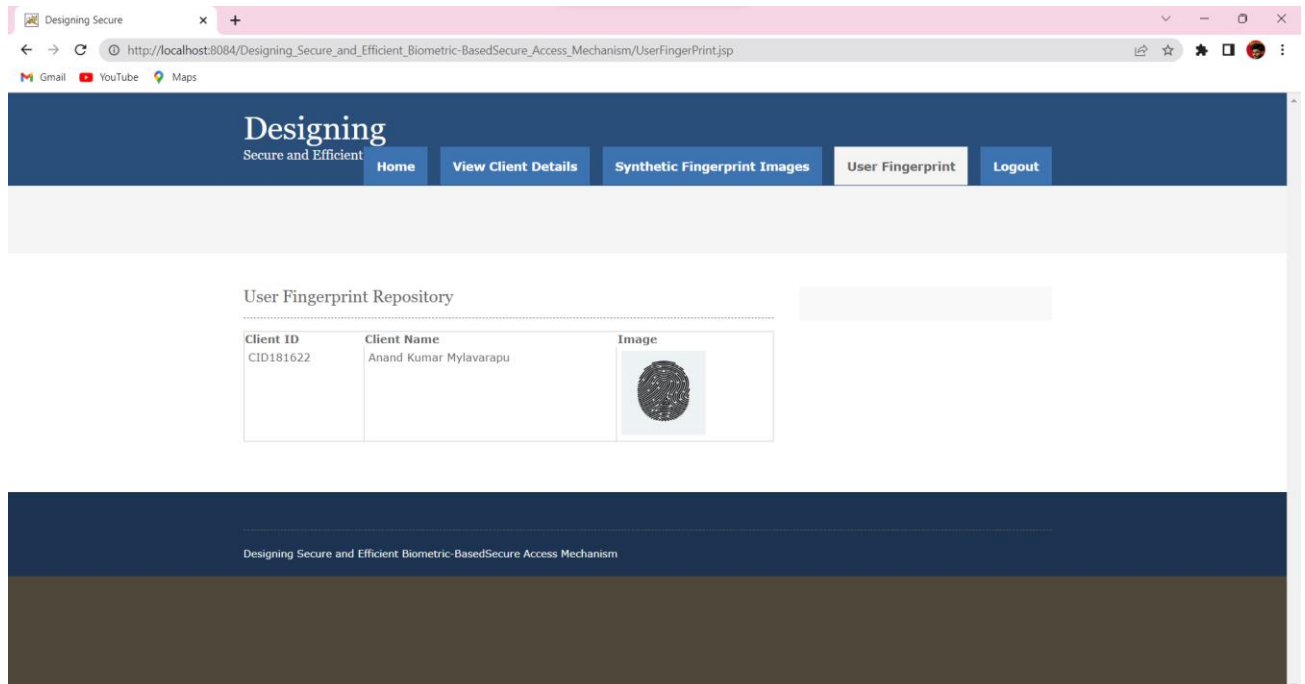 Designing Secure
http://localhost:8084/Designing_Secure_and_Efficient_Biometric-BasedSecure_Access_Mechanism/UserFingerPrint.jsp
Gmail YouTube Maps
Designing
Secure and Efficient
Home View Client Details Synthetic Fingerprint Images User Fingerprint Logout
User Fingerprint Repository
Client ID Client Name Image
CID181622 Anand Kumar Mylavarapu
Designing Secure and Efficient Biometric-BasedSecure Access Mechanism